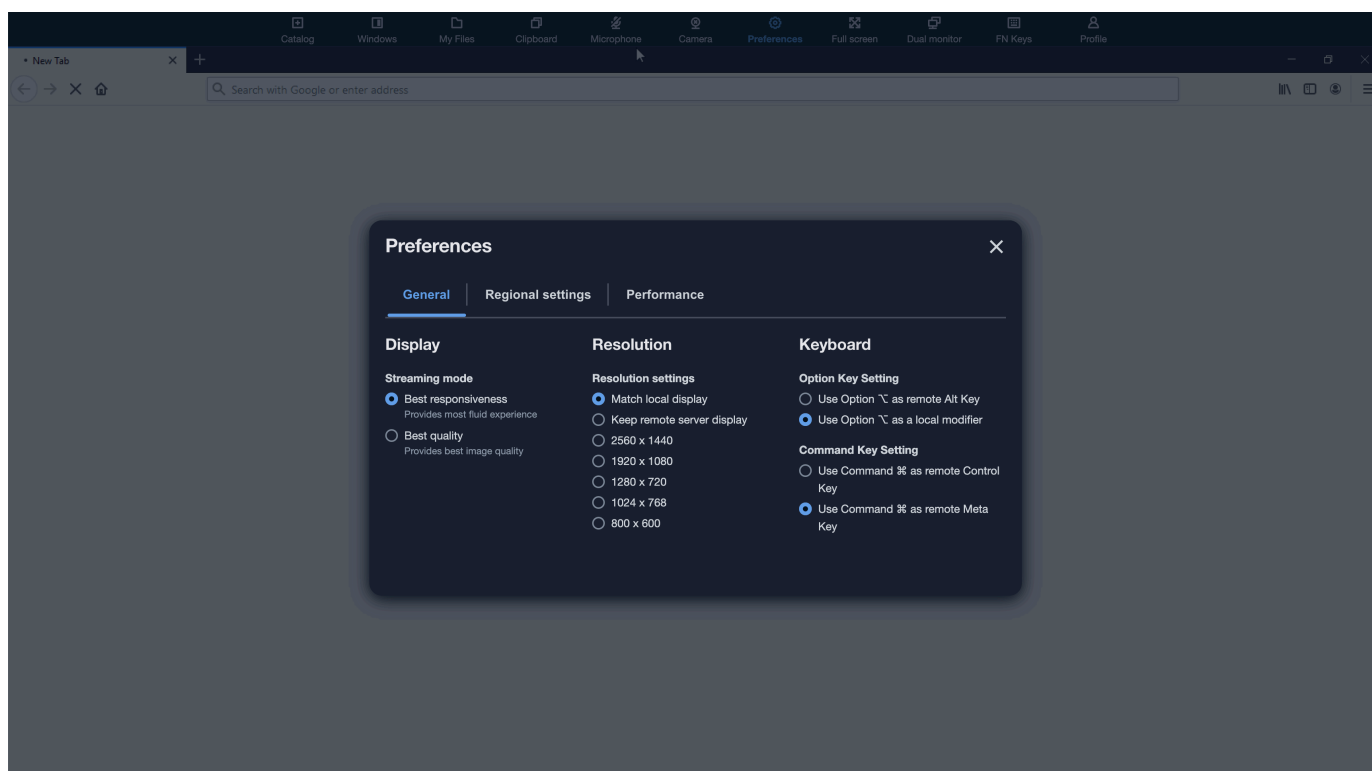 Catalog Windows My Files Clipboard Microphone Camera Preferences Full screen Dual monitor FN Keys Profile
New Tab
Search with Google or enter address
Preferences
General Regional settings Performance
Display
Streaming mode
Best responsiveness
Provides most fluid experience
Best quality
Provides best image quality
Resolution
Resolution settings
Match local display
Keep remote server display
2560 x 1440
1920 x 1080
1280 x 720
1024 x 768
800 x 600
Keyboard
Option Key Setting
Use Option ⌥ as remote Alt Key
Use Option ⌥ as a local modifier
Command Key Setting
Use Command ⌘ as remote Control
Key
Use Command ⌘ as remote Meta
Key